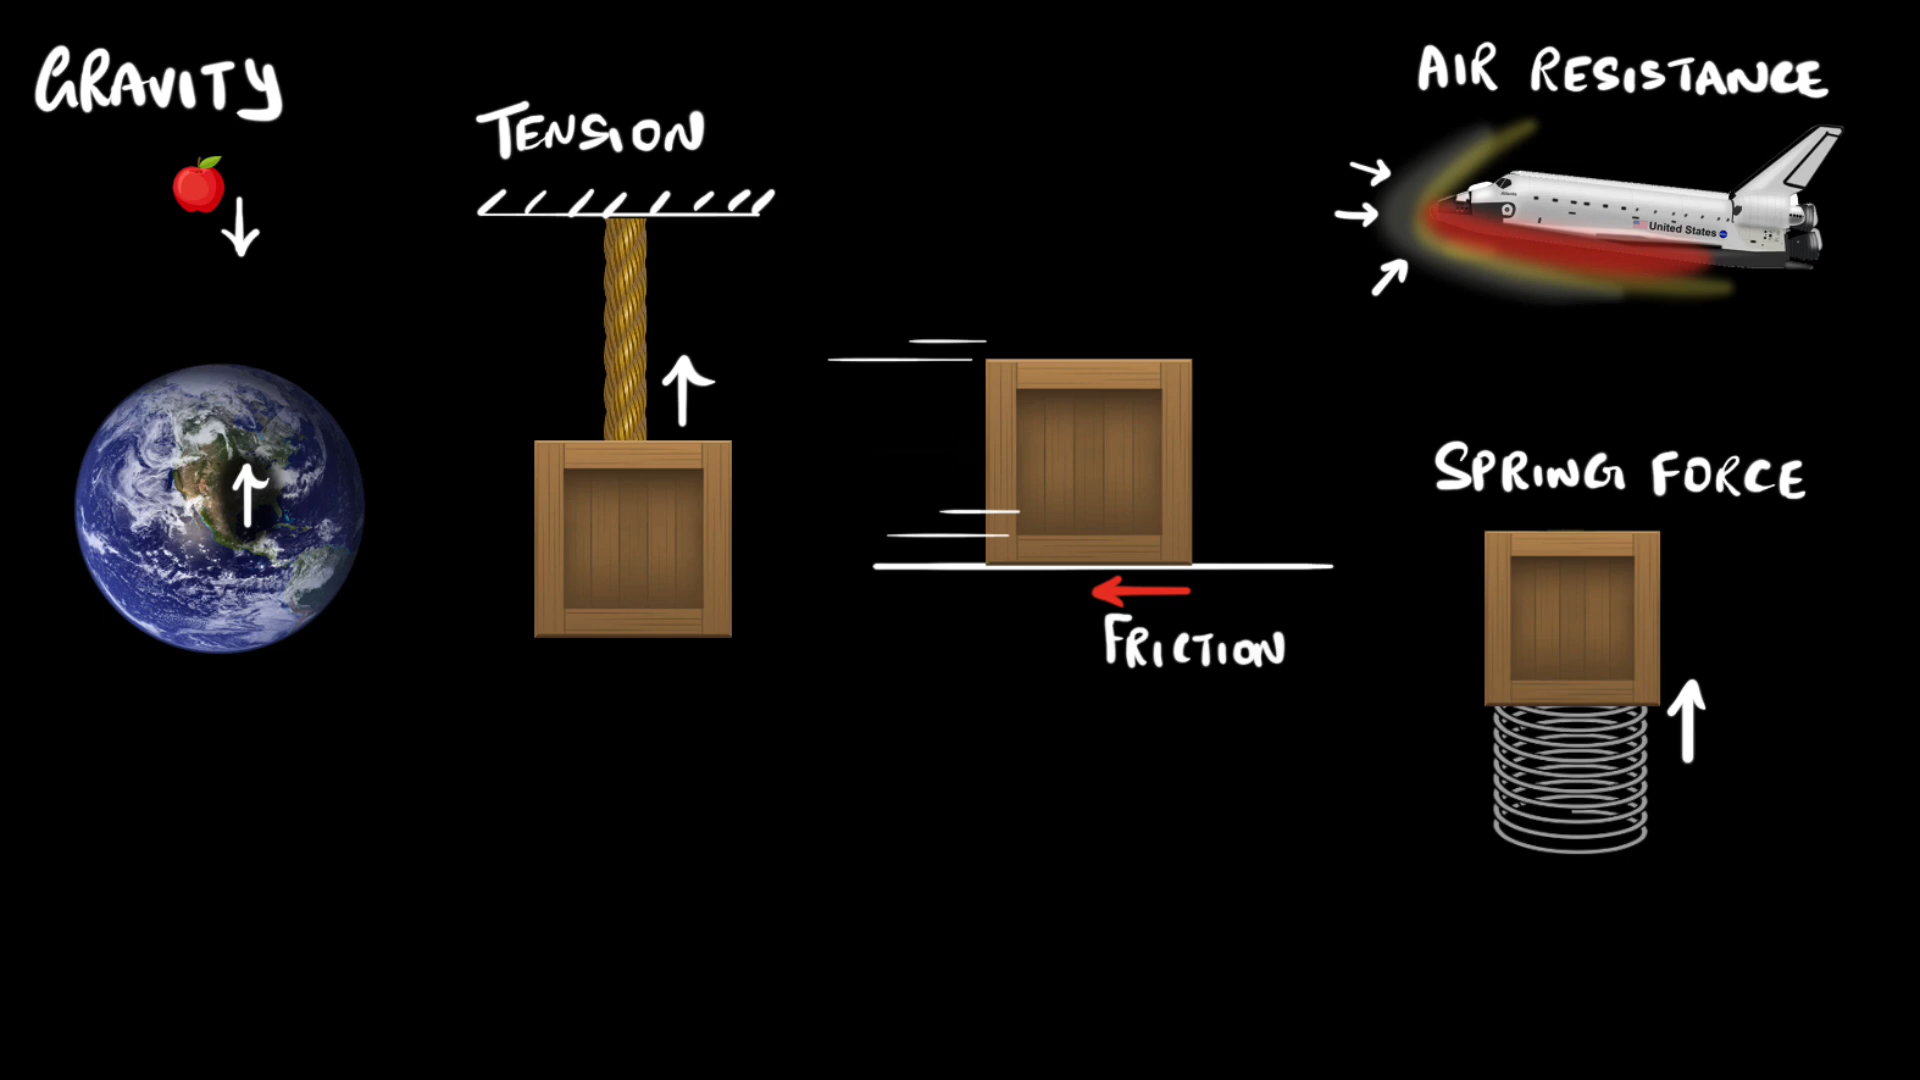 GRAVITY
TENSION
AIR RESISTANCE
United States
FRICTION
SPRING FORCE